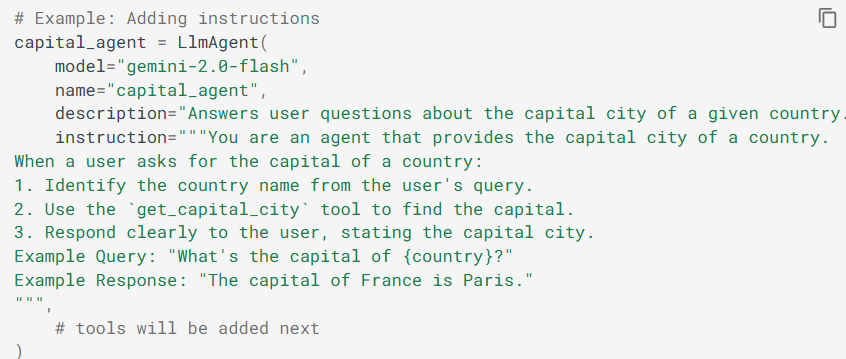 # Example: Adding instructions
capital_agent = LlmAgent(
    model="gemini-2.0-flash",
    name="capital_agent",
    description="Answers user questions about the capital city of a given country.
    instruction="""You are an agent that provides the capital city of a country.
When a user asks for the capital of a country:
1. Identify the country name from the user's query.
2. Use the `get_capital_city` tool to find the capital.
3. Respond clearly to the user, stating the capital city.
Example Query: "What's the capital of {country}?"
Example Response: "The capital of France is Paris."
""",
    # tools will be added next
)